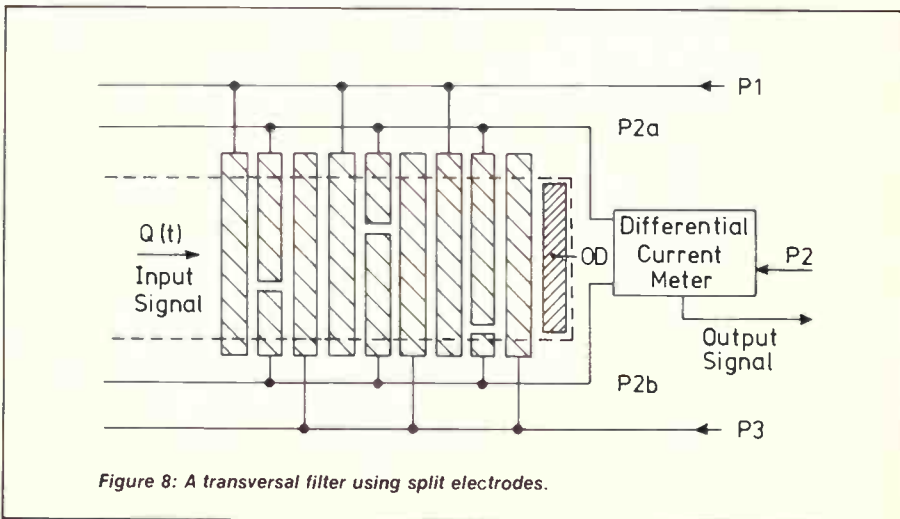 P1
P2a
Q(t)
Input
Signal
OD
Differential
Current
Meter
P2
Output
Signal
P2b
P3
Figure 8: A transversal filter using split electrodes.